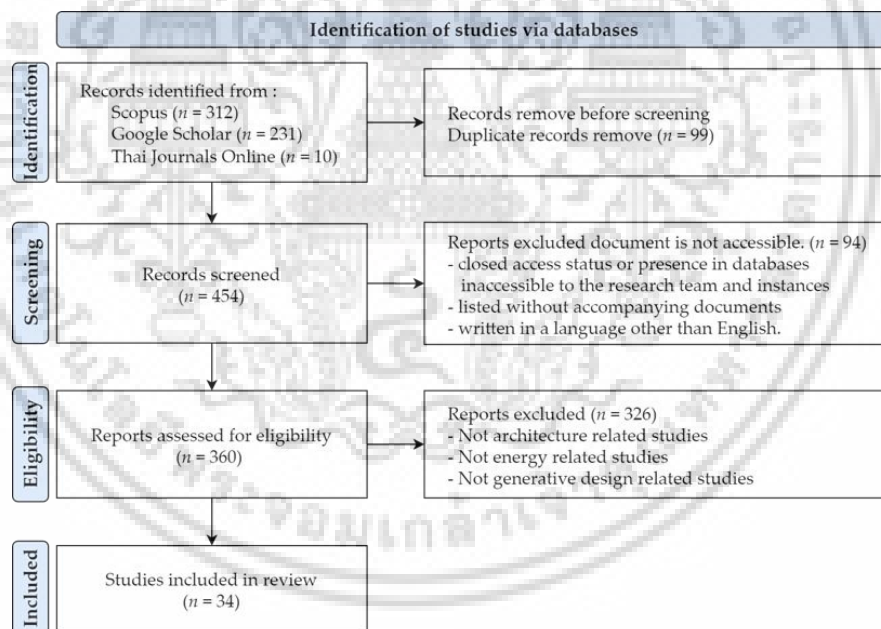 Identification of studies via databases
Identification
Records identified from :
Scopus (n = 312)
Google Scholar (n = 231)
Thai Journals Online (n = 10)
Records remove before screening
Duplicate records remove (n = 99)
Screening
Records screened
(n = 454)
Reports excluded document is not accessible. (n = 94)
- closed access status or presence in databases
inaccessible to the research team and instances
- listed without accompanying documents
- written in a language other than English.
Eligibility
Reports assessed for eligibility
(n = 360)
Reports excluded (n = 326)
- Not architecture related studies
- Not energy related studies
- Not generative design related studies
Included
Studies included in review
(n = 34)